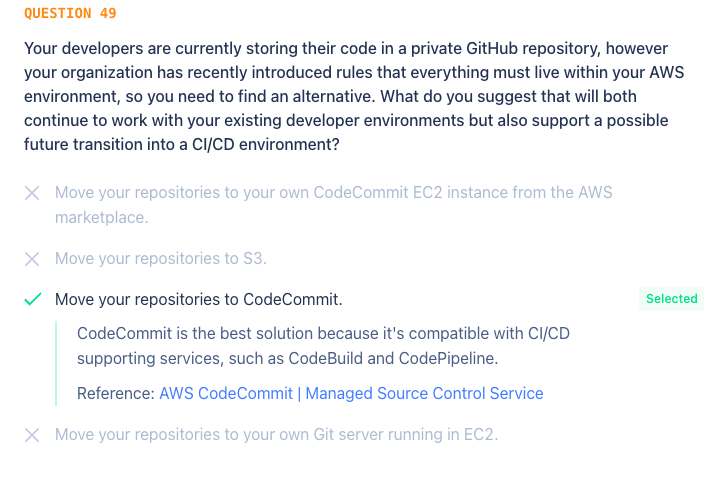 QUESTION 49
Your developers are currently storing their code in a private GitHub repository, however
your organization has recently introduced rules that everything must live within your AWS
environment, so you need to find an alternative. What do you suggest that will both
continue to work with your existing developer environments but also support a possible
future transition into a CI/CD environment?
Move your repositories to your own CodeCommit EC2 instance from the AWS
marketplace.
Move your repositories to S3.
Move your repositories to CodeCommit.
Selected
CodeCommit is the best solution because it's compatible with CI/CD
supporting services, such as CodeBuild and CodePipeline.
Reference: AWS CodeCommit | Managed Source Control Service
Move your repositories to your own Git server running in EC2.